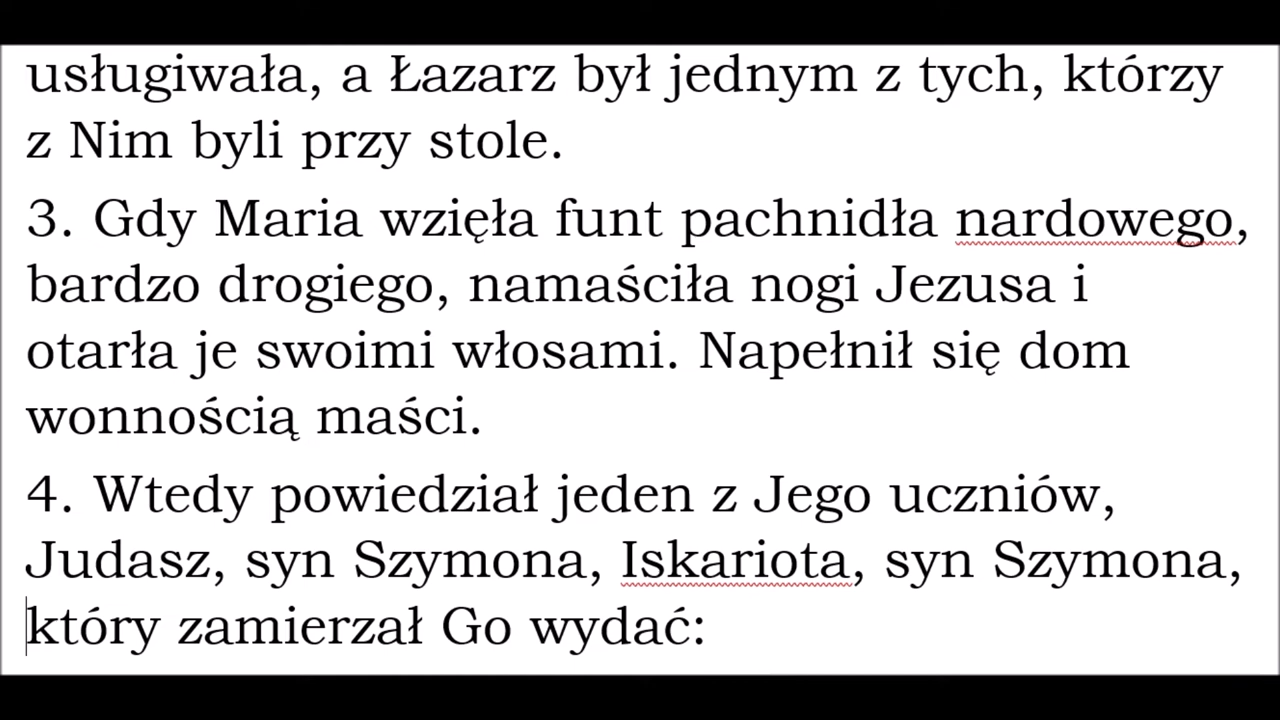 usługiwała, a Łazarz był jednym z tych, którzy
z Nim byli przy stole.
3. Gdy Maria wzięła funt pachnidła nardowego,
bardzo drogiego, namaściła nogi Jezusa i
otarła je swoimi włosami. Napełnił się dom
wonnością maści.
4. Wtedy powiedział jeden z Jego uczniów,
Judasz, syn Szymona, Iskariota, syn Szymona,
który zamierzał Go wydać: